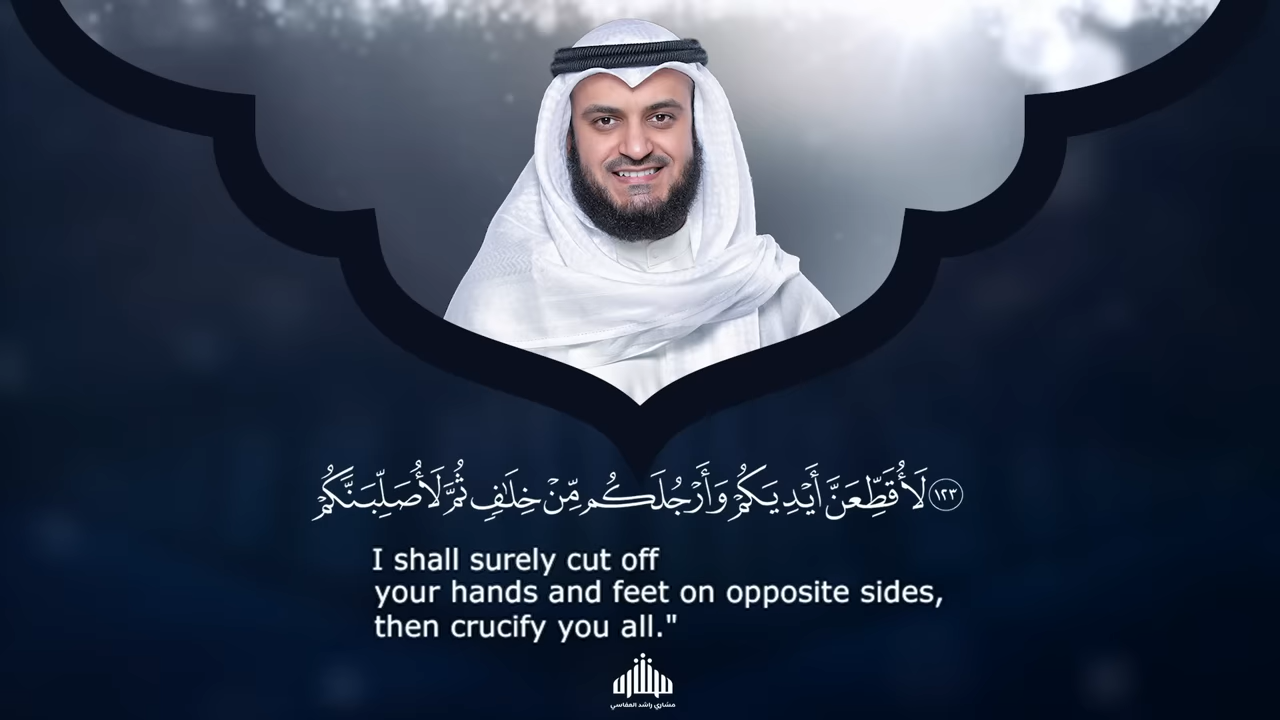 ١٢٣ لَأُقَطِّعَنَّ أَيْدِيَكُمْ وَأَرْجُلَكُم مِّنْ خِلَـٰفٍ ثُمَّ لَأُصَلِّبَنَّكُمْ
I shall surely cut off
your hands and feet on opposite sides,
then crucify you all."
مشاري راشد العفاسي